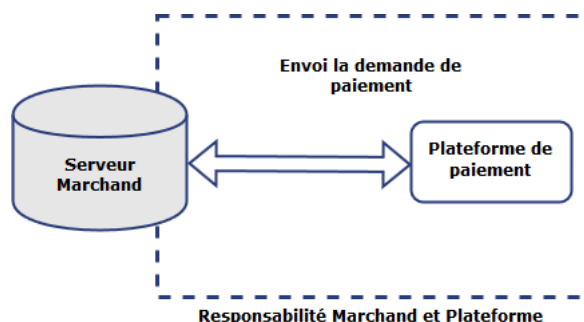 Envoi la demande de
paiement
Serveur
Marchand
Plateforme de
paiement
Responsabilité Marchand et Plateforme